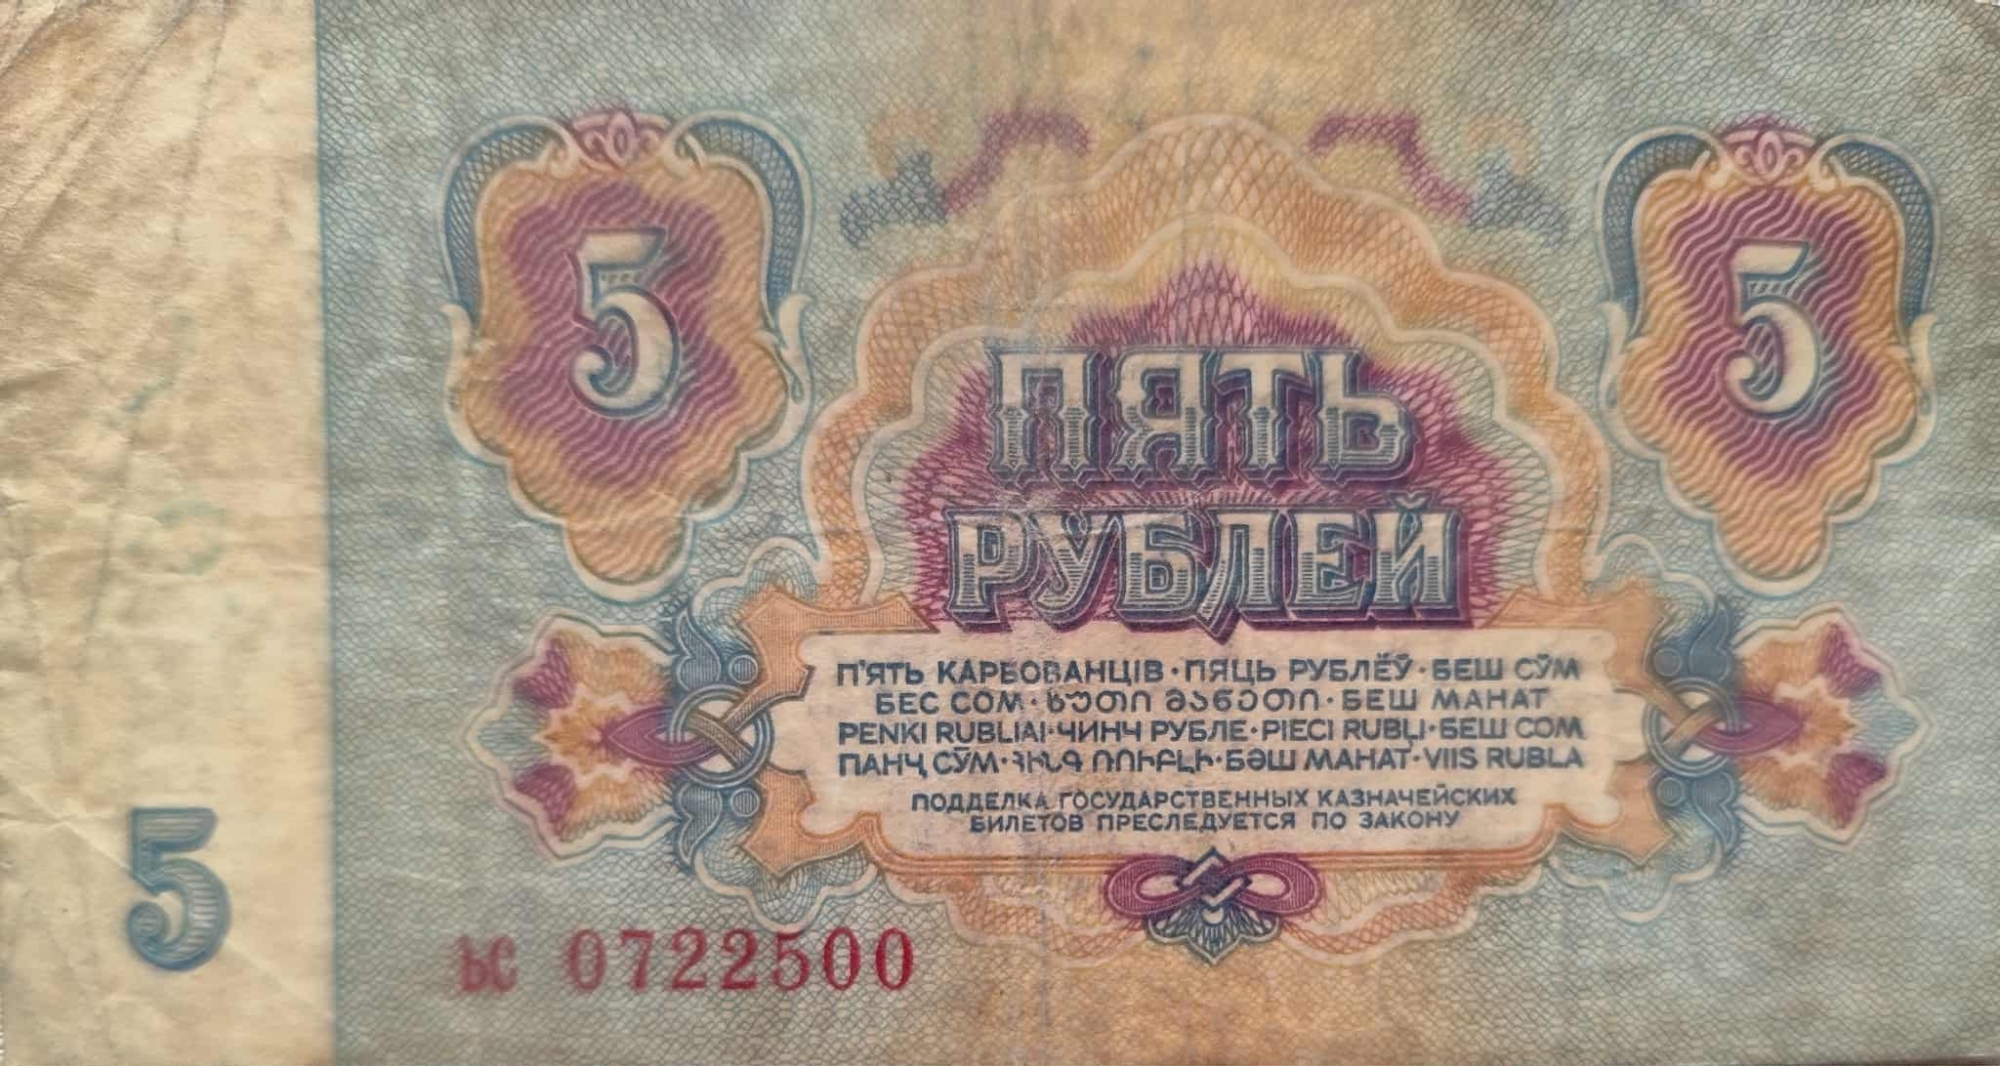 5
5
ПЯТЬ
РУБЛЕЙ
П'ЯТЬ КАРБОВАНЦІВ · ПЯЦЬ РУБЛЁЎ · БЕШ СЎМ
БЕС СОМ · ხუთი მანეთი · БЕШ МАНАТ
PENKI RUBLIAI · ЧИНЧ РУБЛЕ · PIECI RUBĻI · БЕШ СОМ
ПАНҶ СЎМ · ՀԻՆԳ ՌՈՒԲԼԻ · БӘШ МАНАТ · VIIS RUBLA
ПОДДЕЛКА ГОСУДАРСТВЕННЫХ КАЗНАЧЕЙСКИХ
БИЛЕТОВ ПРЕСЛЕДУЕТСЯ ПО ЗАКОНУ
5
ЬС 0722500